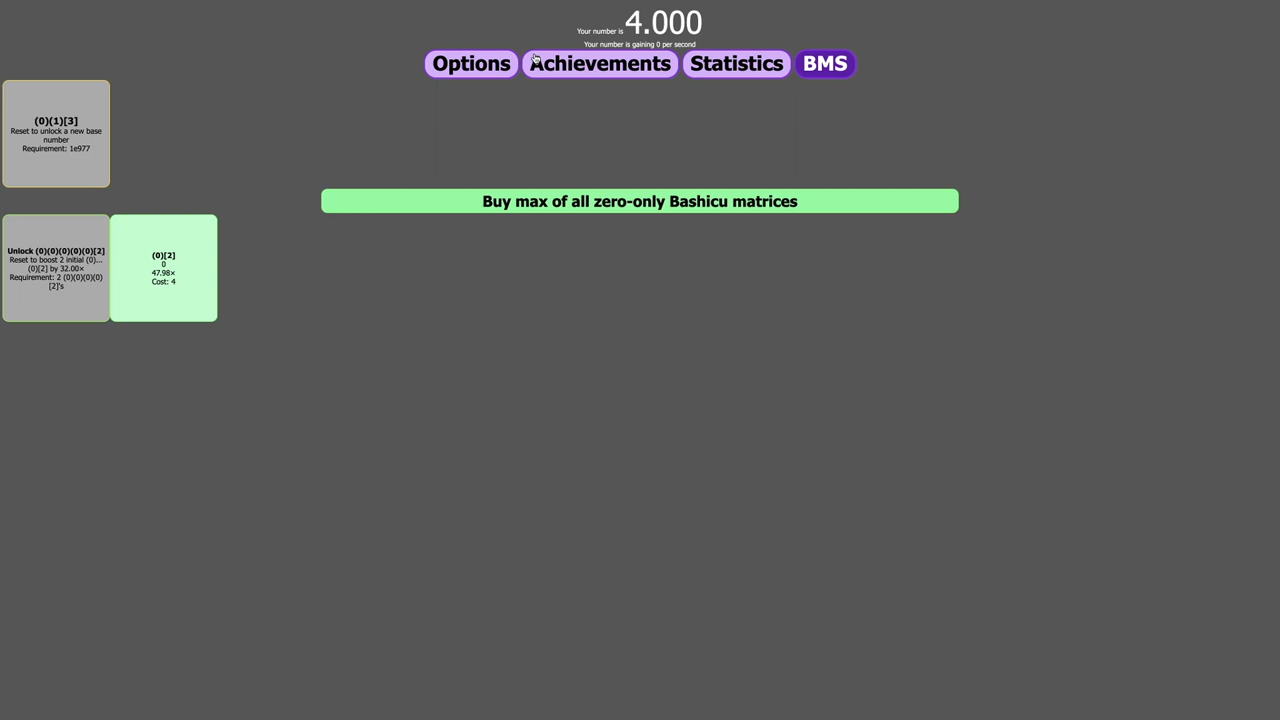 Your number is 4.000
Your number is gaining 0 per second
Options Achievements Statistics BMS
(0)(1)[3]
Reset to unlock a new base
number
Requirement: 1e977
Buy max of all zero-only Bashicu matrices
Unlock (0)(0)(0)(0)(0)[2]
Reset to boost 2 initial (0)...
(0)[2] by 32.00×
Requirement: 2 (0)(0)(0)(0)
[2]'s
(0)[2]
0
47.98×
Cost: 4